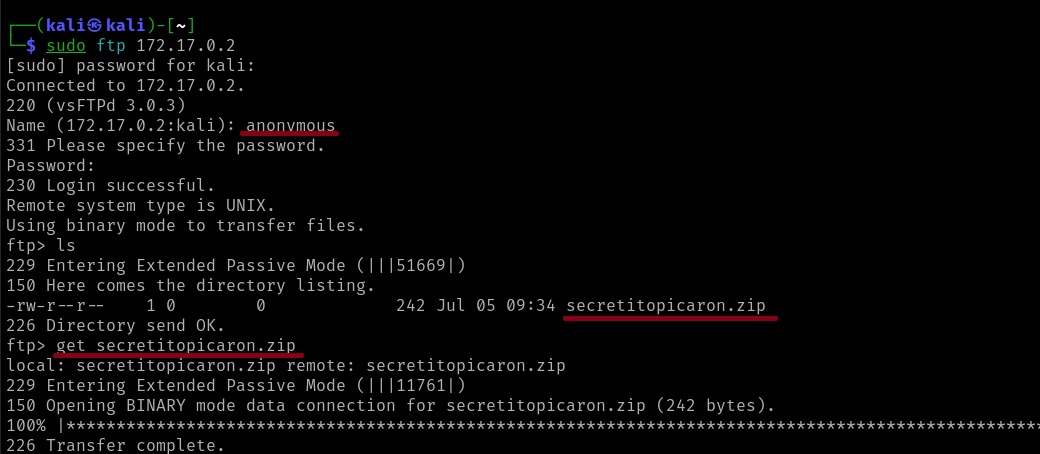 ┌──(kali㉿kali)-[~]
└─$ sudo ftp 172.17.0.2
[sudo] password for kali:
Connected to 172.17.0.2.
220 (vsFTPd 3.0.3)
Name (172.17.0.2:kali): anonymous
331 Please specify the password.
Password:
230 Login successful.
Remote system type is UNIX.
Using binary mode to transfer files.
ftp> ls
229 Entering Extended Passive Mode (|||51669|)
150 Here comes the directory listing.
-rw-r--r--    1 0        0             242 Jul 05 09:34 secretitopicaron.zip
226 Directory send OK.
ftp> get secretitopicaron.zip
local: secretitopicaron.zip remote: secretitopicaron.zip
229 Entering Extended Passive Mode (|||11761|)
150 Opening BINARY mode data connection for secretitopicaron.zip (242 bytes).
100% |**************************************************************************************************
226 Transfer complete.